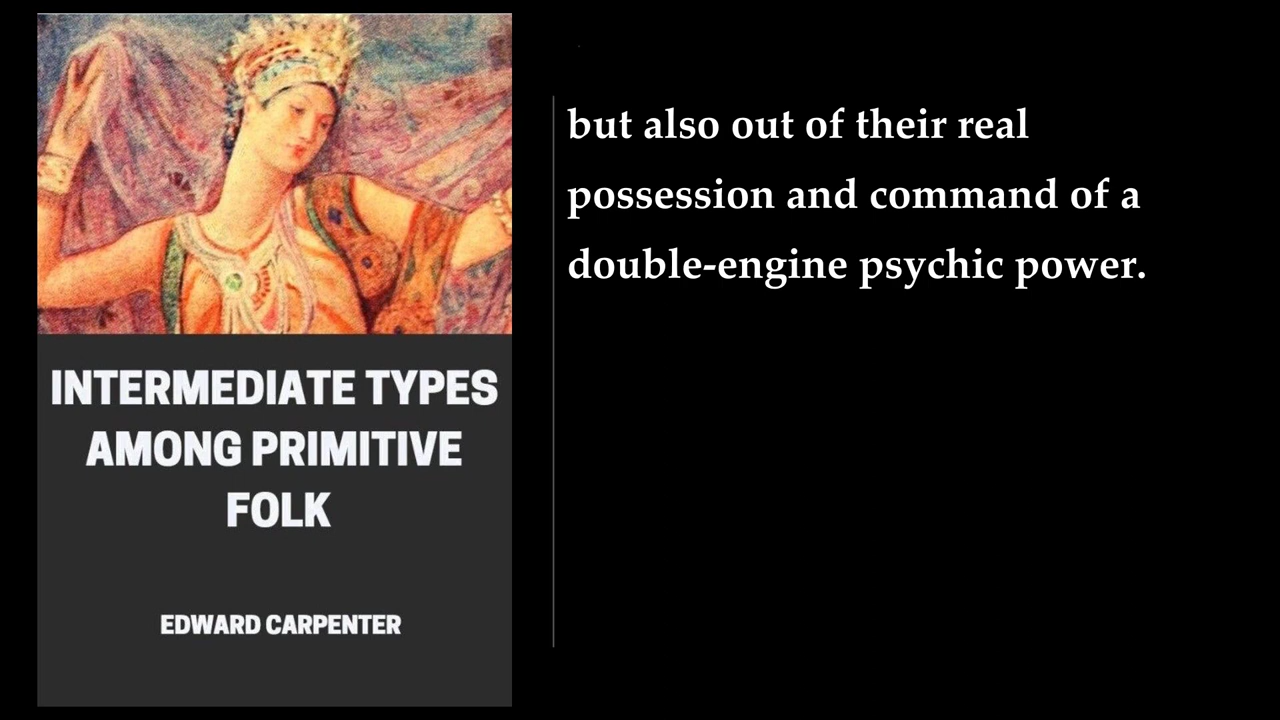 INTERMEDIATE TYPES
AMONG PRIMITIVE
FOLK
EDWARD CARPENTER
but also out of their real
possession and command of a
double-engine psychic power.